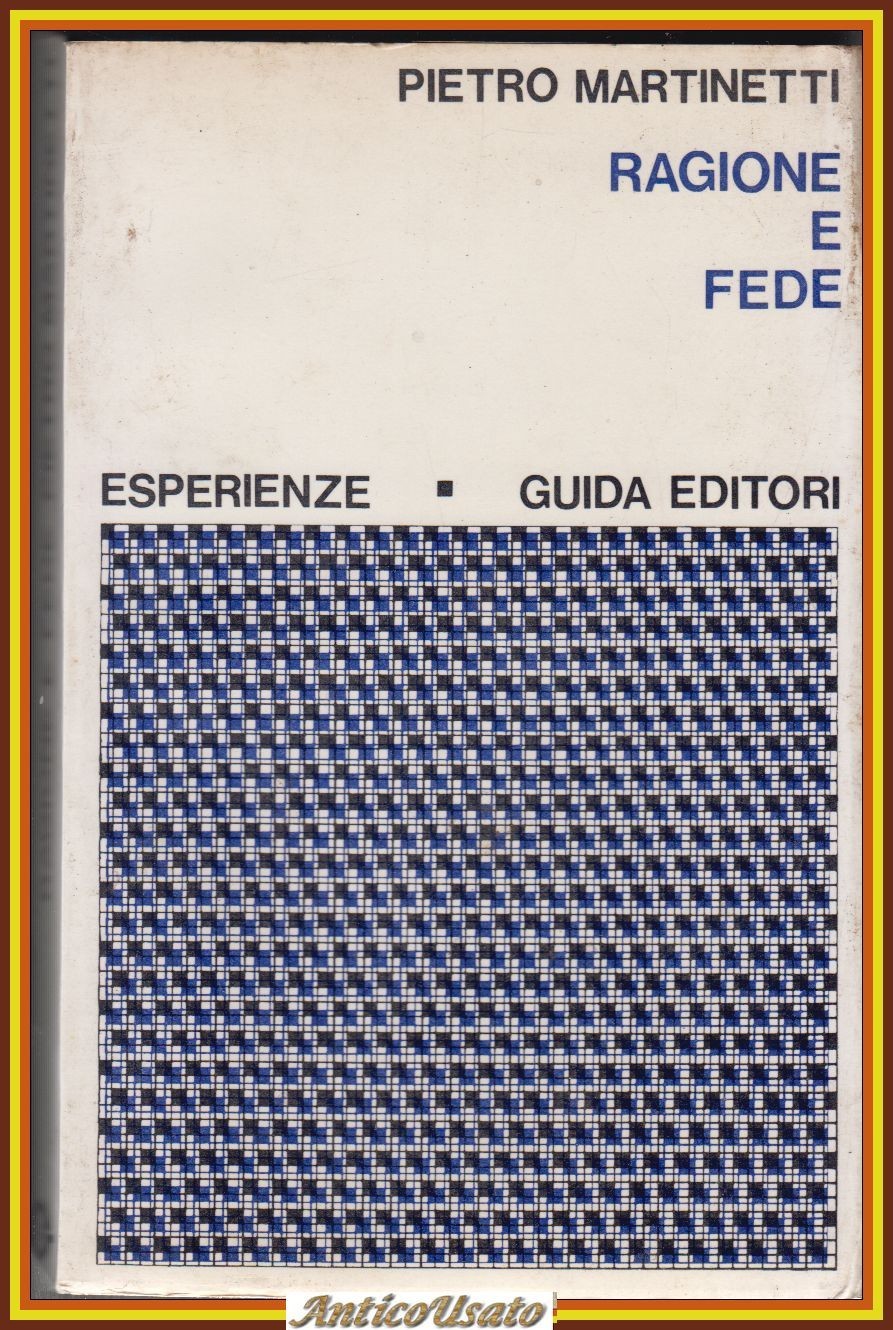 PIETRO MARTINETTI
RAGIONE
E
FEDE
ESPERIENZE ▪ GUIDA EDITORI
AnticoUsato